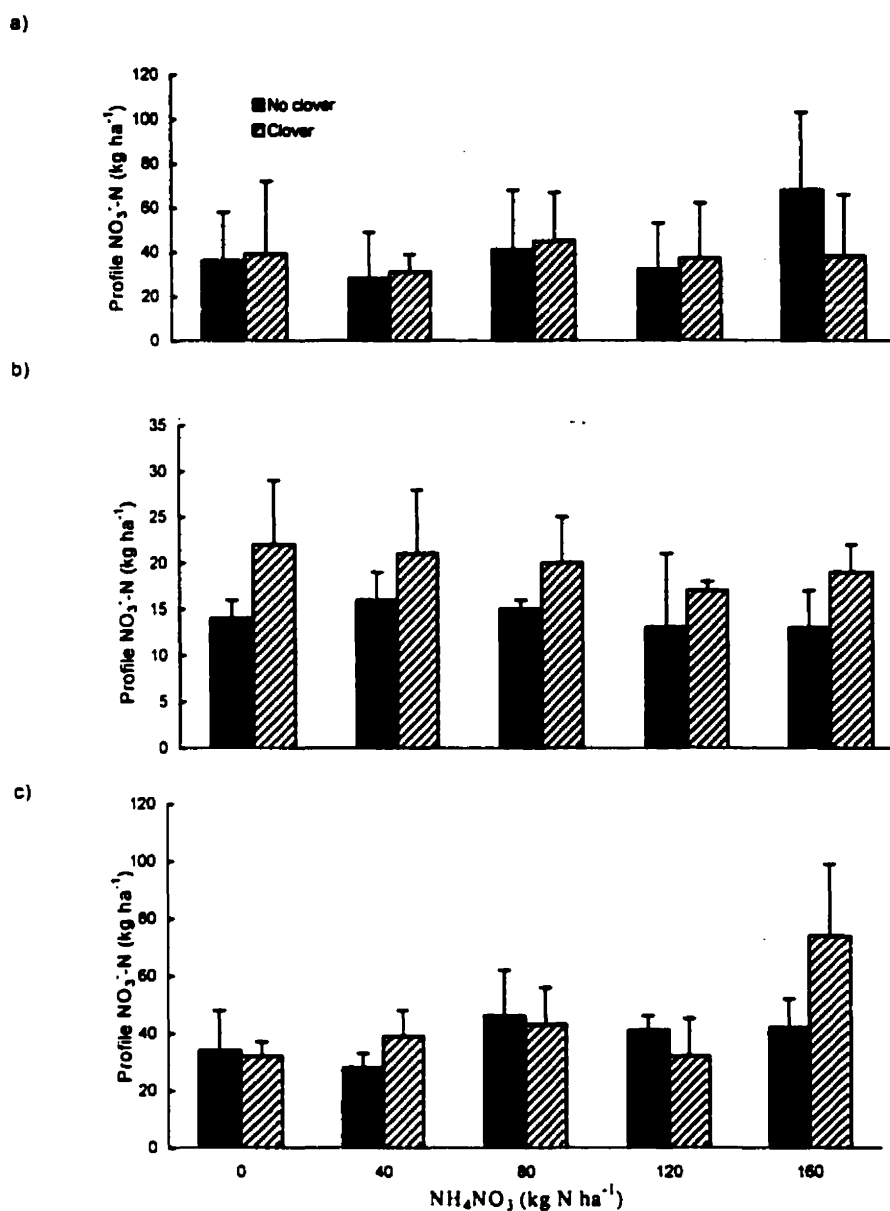 a)
120
100
80
60
40
20
0
Profile NO₃⁻-N (kg ha⁻¹)
No clover
Clover
b)
35
30
25
20
15
10
5
0
Profile NO₃⁻-N (kg ha⁻¹)
c)
120
100
80
60
40
20
0
Profile NO₃⁻-N (kg ha⁻¹)
0 40 80 120 160
NH₄NO₃ (kg N ha⁻¹)